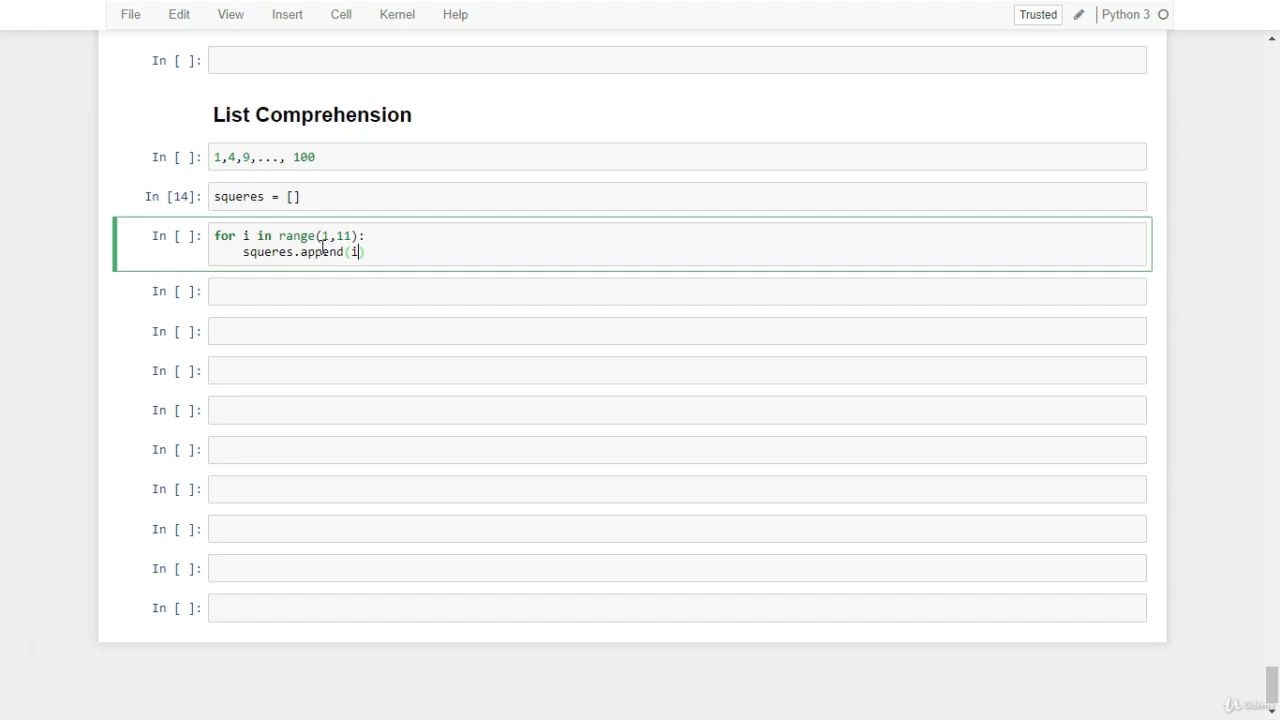 File Edit View Insert Cell Kernel Help Trusted Python 3
In [ ]:
List Comprehension
In [ ]: 1,4,9,..., 100
In [14]: squeres = []
In [ ]: for i in range(1,11):
squeres.append(i)
In [ ]:
In [ ]:
In [ ]:
In [ ]:
In [ ]:
In [ ]:
In [ ]:
In [ ]:
In [ ]:
Udemy